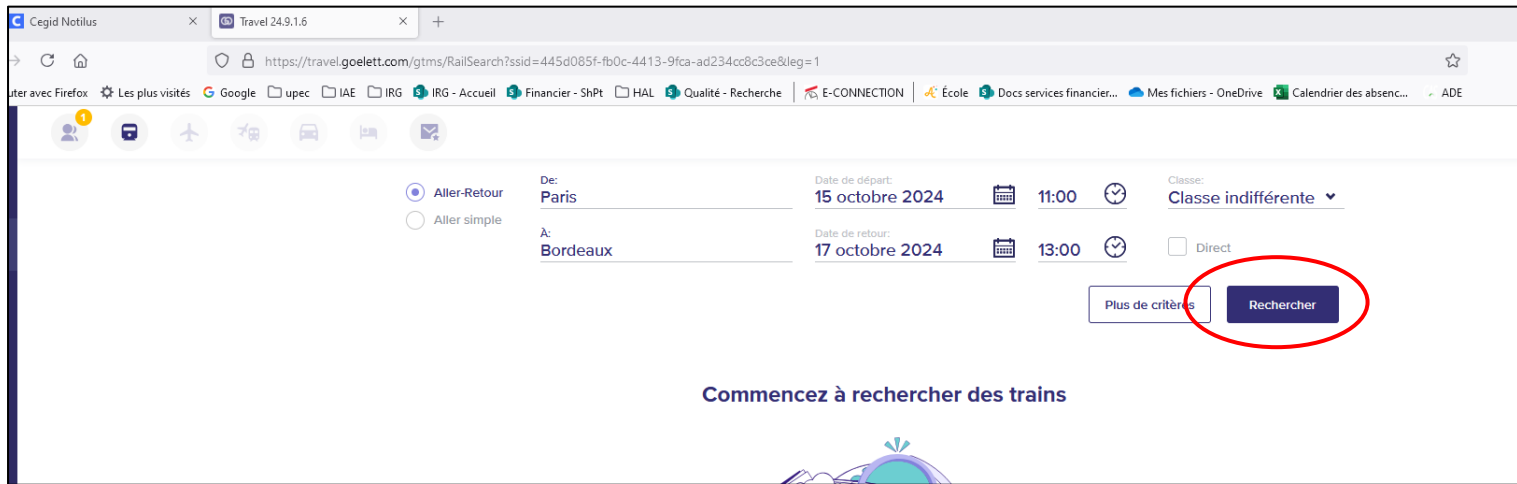 Cegid Notilus Travel 24.9.1.6
https://travel.goelett.com/gtms/RailSearch?ssid=445d085f-fb0c-4413-9fca-ad234cc8c3ce&leg=1
avec Firefox Les plus visités Google upec IAE IRG IRG - Accueil Financier - ShPt HAL Qualité - Recherche E-CONNECTION École Docs services financier... Mes fichiers - OneDrive Calendrier des absenc... ADE
1
De: Date de départ: Classe:
Aller-Retour Paris 15 octobre 2024 11:00 Classe indifférente
Aller simple
À: Date de retour:
Bordeaux 17 octobre 2024 13:00 Direct
Plus de critères Rechercher
Commencez à rechercher des trains